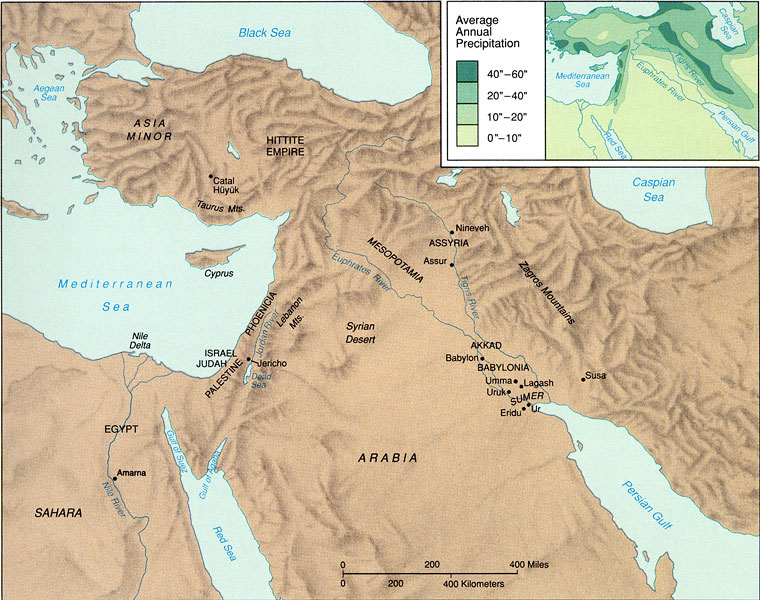 Black Sea
Aegean
Sea
ASIA
MINOR
HITTITE
EMPIRE
Catal
Hüyük
Taurus Mts.
Cyprus
Mediterranean
Sea
Nile
Delta
ISRAEL
JUDAH
PALESTINE
PHOENICIA
Jordan River
Lebanon
Mts.
Jericho
Dead
Sea
Syrian
Desert
EGYPT
Amarna
Nile River
SAHARA
Gulf of Suez
Gulf of Aqaba
Red Sea
ARABIA
MESOPOTAMIA
Euphrates River
Nineveh
ASSYRIA
Assur
Tigris River
Zagros Mountains
Caspian
Sea
AKKAD
Babylon
BABYLONIA
Umma
Lagash
Uruk
SUMER
Eridu
Ur
Susa
Persian Gulf
0 200 400 Miles
0 200 400 Kilometers
Average
Annual
Precipitation
40"–60"
20"–40"
10"–20"
0"–10"
Caspian
Sea
Mediterranean
Sea
Tigris River
Euphrates River
Red Sea
Persian Gulf